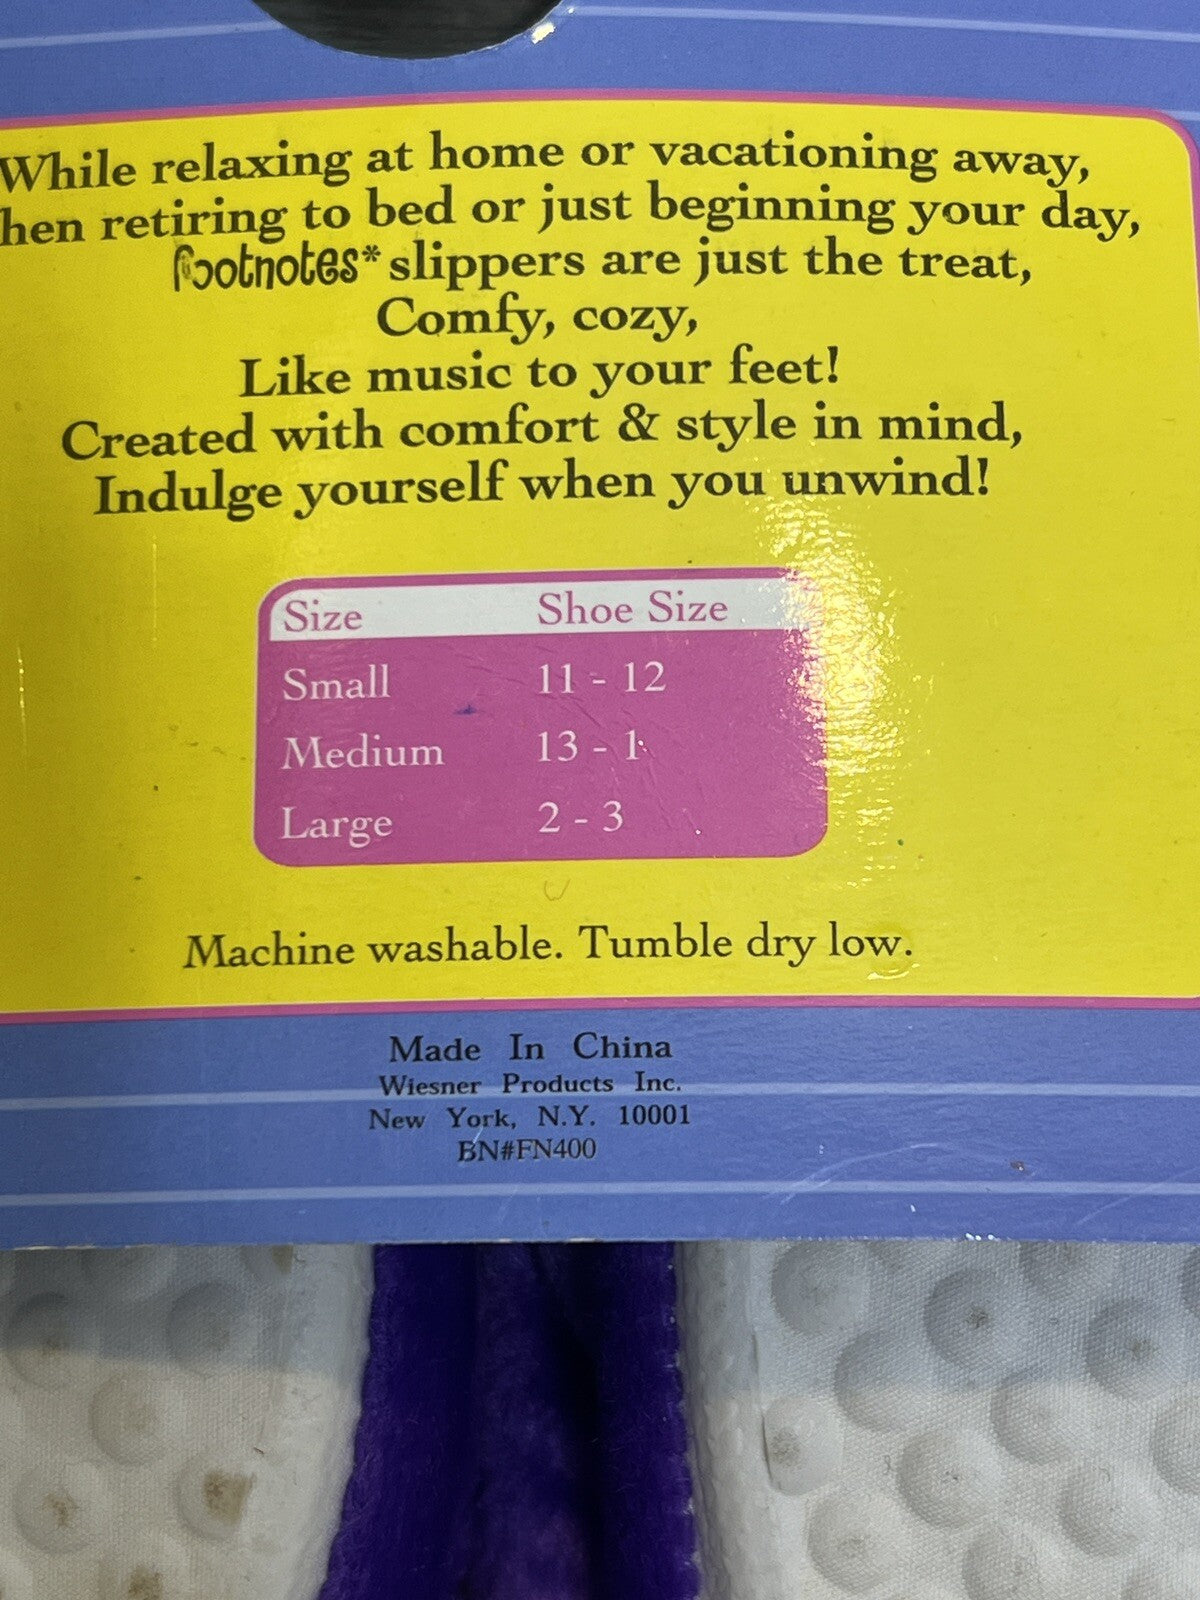 While relaxing at home or vacationing away,
hen retiring to bed or just beginning your day,
footnotes* slippers are just the treat,
Comfy, cozy,
Like music to your feet!
Created with comfort & style in mind,
Indulge yourself when you unwind!
Size Shoe Size
Small 11 - 12
Medium 13 - 1
Large 2 - 3
Machine washable. Tumble dry low.
Made In China
Wiesner Products Inc.
New York, N.Y. 10001
BN#FN400